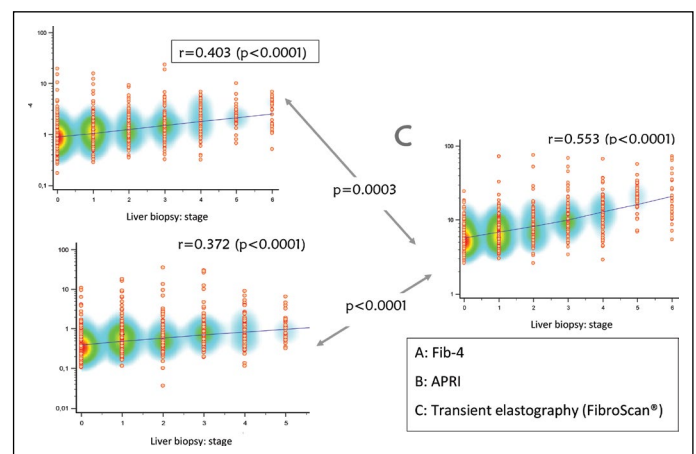 100
10
1
0,1
4
r=0.403 (p<0.0001)
0 1 2 3 4 5 6
Liver biopsy: stage
p=0.0003
C
r=0.553 (p<0.0001)
100
10
1
0 1 2 3 4 5 6
Liver biopsy: stage
r=0.372 (p<0.0001)
100
10
1
0,1
0,01
0 1 2 3 4 5
Liver biopsy: stage
p<0.0001
A: Fib-4
B: APRI
C: Transient elastography (FibroScan®)